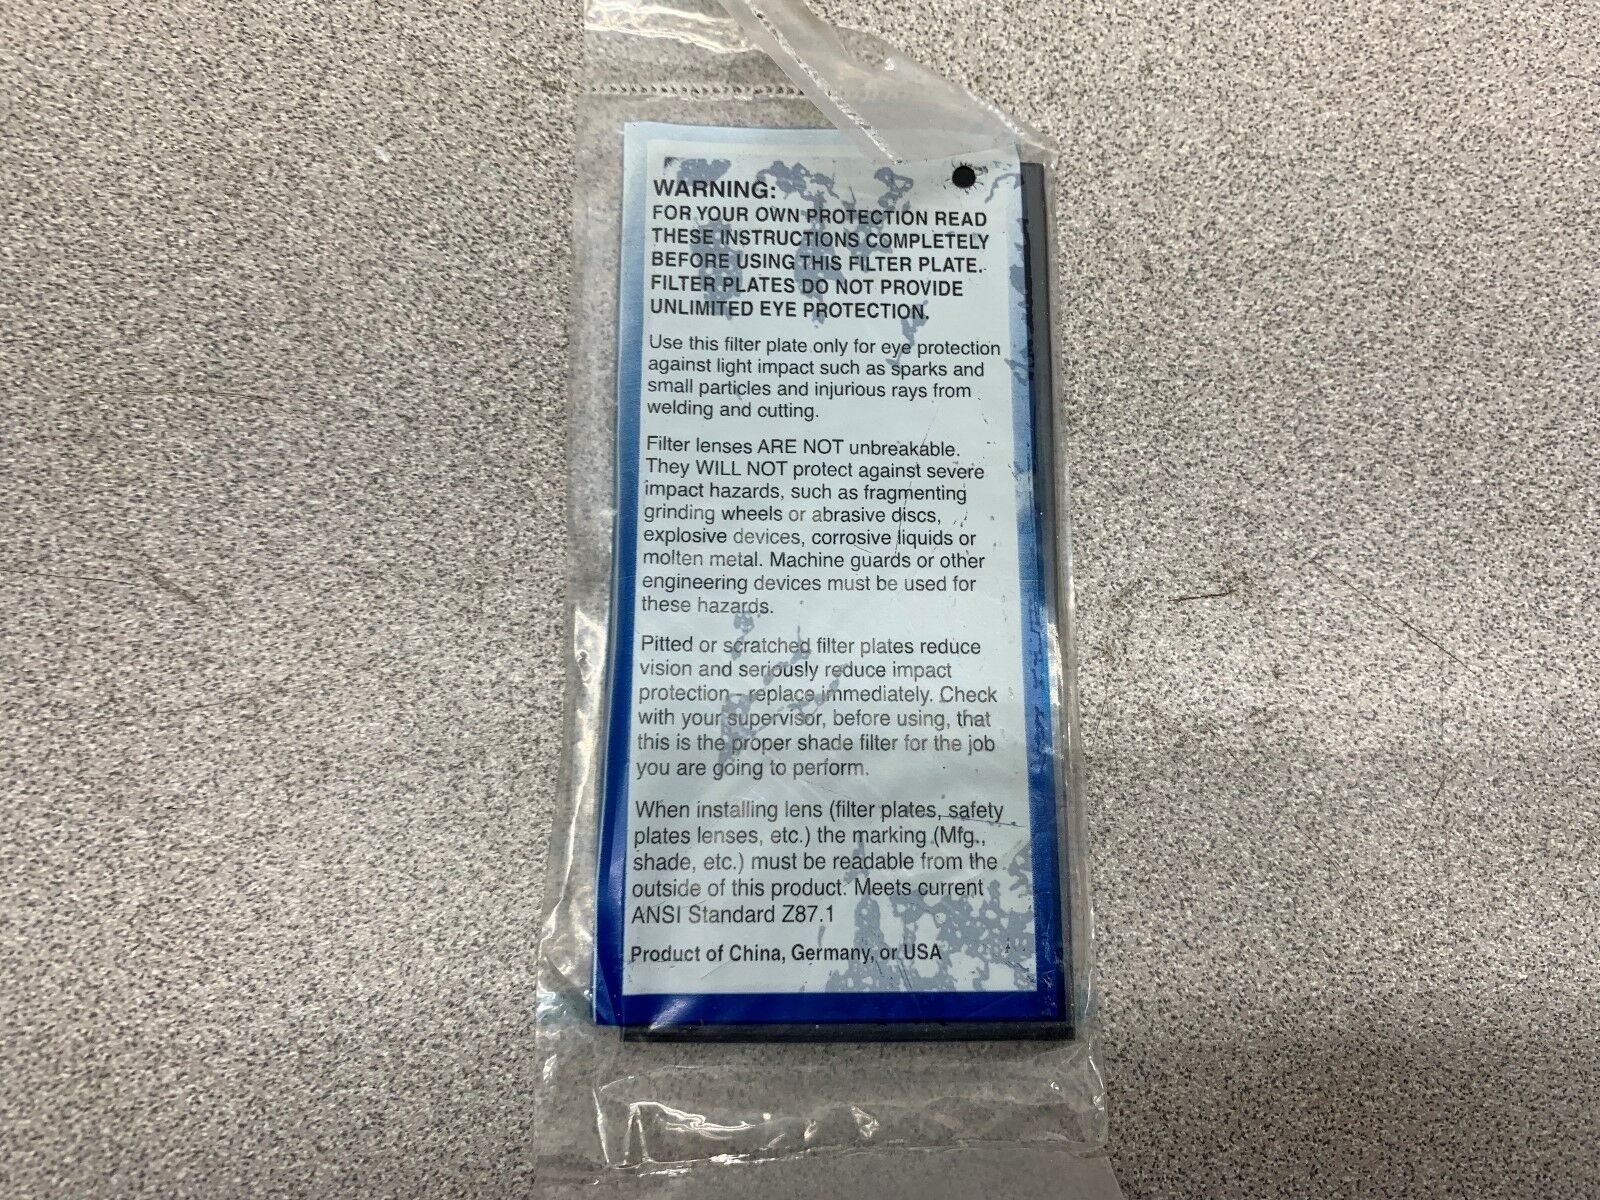 WARNING:
FOR YOUR OWN PROTECTION READ
THESE INSTRUCTIONS COMPLETELY
BEFORE USING THIS FILTER PLATE.
FILTER PLATES DO NOT PROVIDE
UNLIMITED EYE PROTECTION.
Use this filter plate only for eye protection
against light impact such as sparks and
small particles and injurious rays from
welding and cutting.
Filter lenses ARE NOT unbreakable.
They WILL NOT protect against severe
impact hazards, such as fragmenting
grinding wheels or abrasive discs,
explosive devices, corrosive liquids or
molten metal. Machine guards or other
engineering devices must be used for
these hazards.
Pitted or scratched filter plates reduce
vision and seriously reduce impact
protection - replace immediately. Check
with your supervisor, before using, that
this is the proper shade filter for the job
you are going to perform.
When installing lens (filter plates, safety
plates lenses, etc.) the marking (Mfg.,
shade, etc.) must be readable from the
outside of this product. Meets current
ANSI Standard Z87.1
Product of China, Germany, or USA